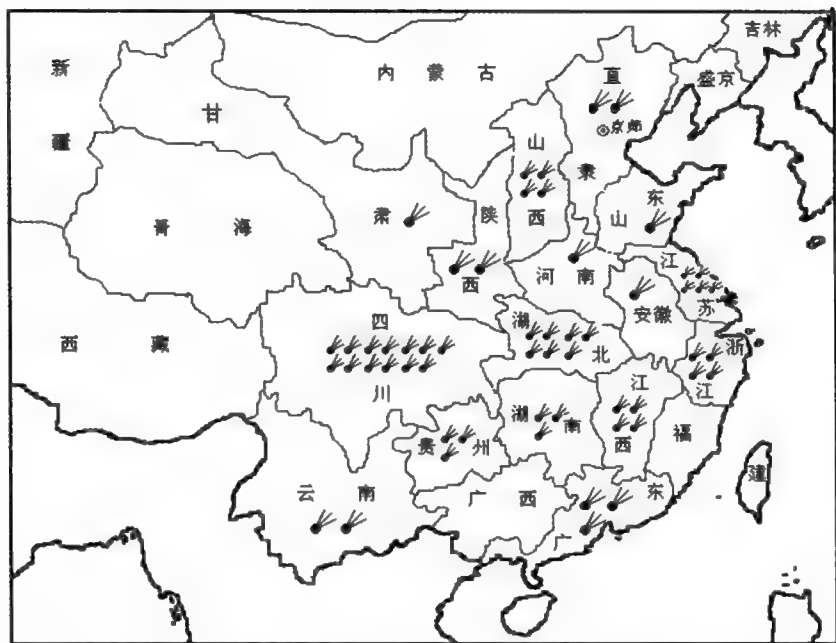 吉林
新疆
内蒙古
直隶
盛京
甘肃
京师
山西
陕西
山东
青海
河南
江苏
安徽
四川
湖北
浙江
西藏
湖南
江西
贵州
福建
云南
广西
广东